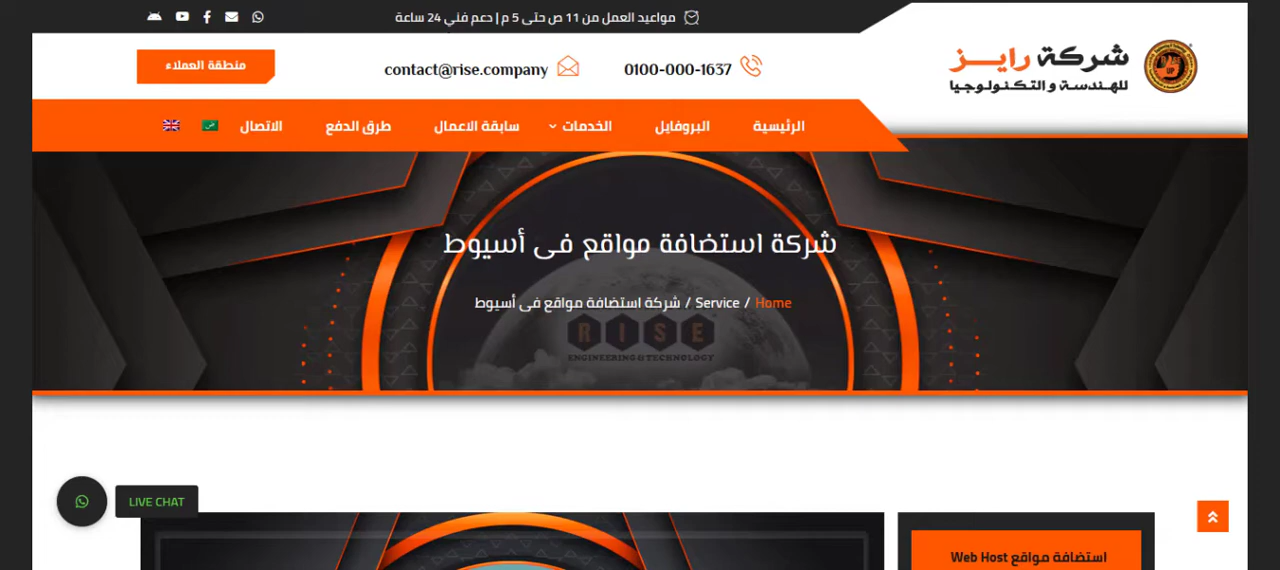 مواعيد العمل من 11 ص حتى 5 م | دعم فني 24 ساعة
شركة رايـــز
للهندسة والتكنولوجيا
0100-000-1637
contact@rise.company
منطقة العملاء
الرئيسية
البروفايل
الخدمات
سابقة الاعمال
طرق الدفع
الاتصال
شركة استضافة مواقع فى أسيوط
Home / Service / شركة استضافة مواقع فى أسيوط
RISE
ENGINEERING & TECHNOLOGY
LIVE CHAT
استضافة مواقع Web Host